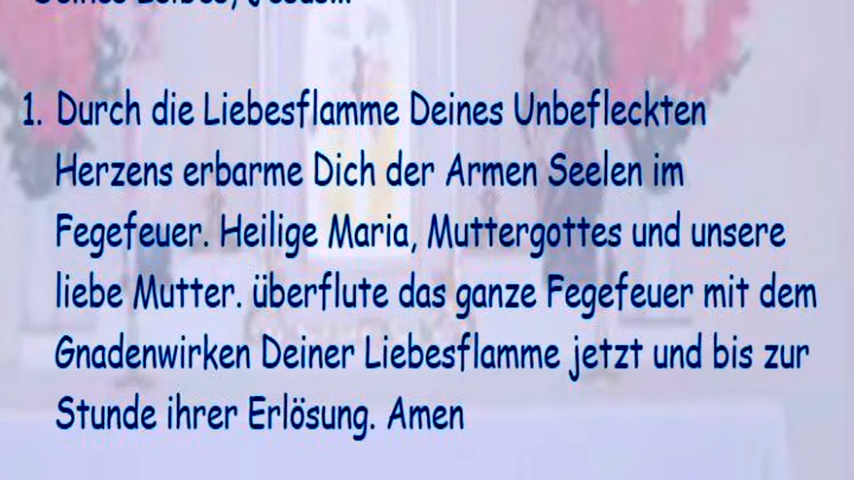 1. Durch die Liebesflamme Deines Unbefleckten
Herzens erbarme Dich der Armen Seelen im
Fegefeuer. Heilige Maria, Muttergottes und unsere
liebe Mutter. überflute das ganze Fegefeuer mit dem
Gnadenwirken Deiner Liebesflamme jetzt und bis zur
Stunde ihrer Erlösung. Amen